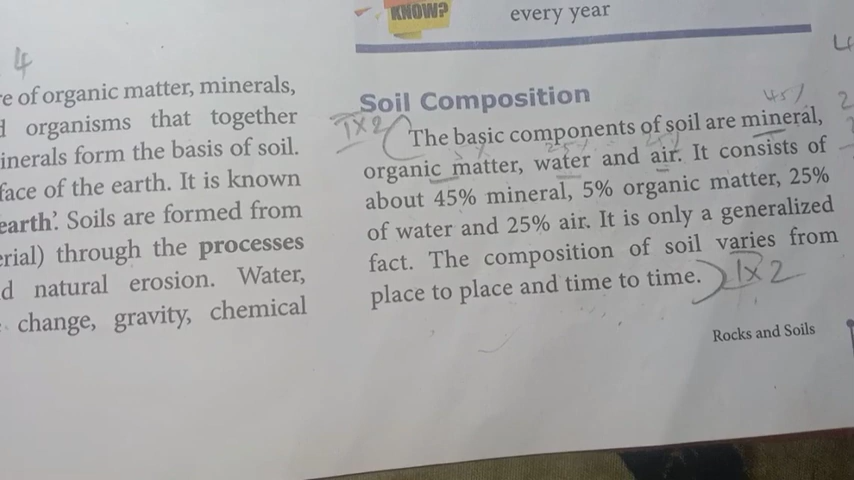 KNOW?
every year
4
e of organic matter, minerals,
organisms that together
inerals form the basis of soil.
face of the earth. It is known
earth'. Soils are formed from
erial) through the processes
d natural erosion. Water,
change, gravity, chemical
Soil Composition
45%
1X2
The basic components of soil are mineral,
25%
organic matter, water and air. It consists of
about 45% mineral, 5% organic matter, 25%
of water and 25% air. It is only a generalized
fact. The composition of soil varies from
place to place and time to time.
1X2
Rocks and Soils